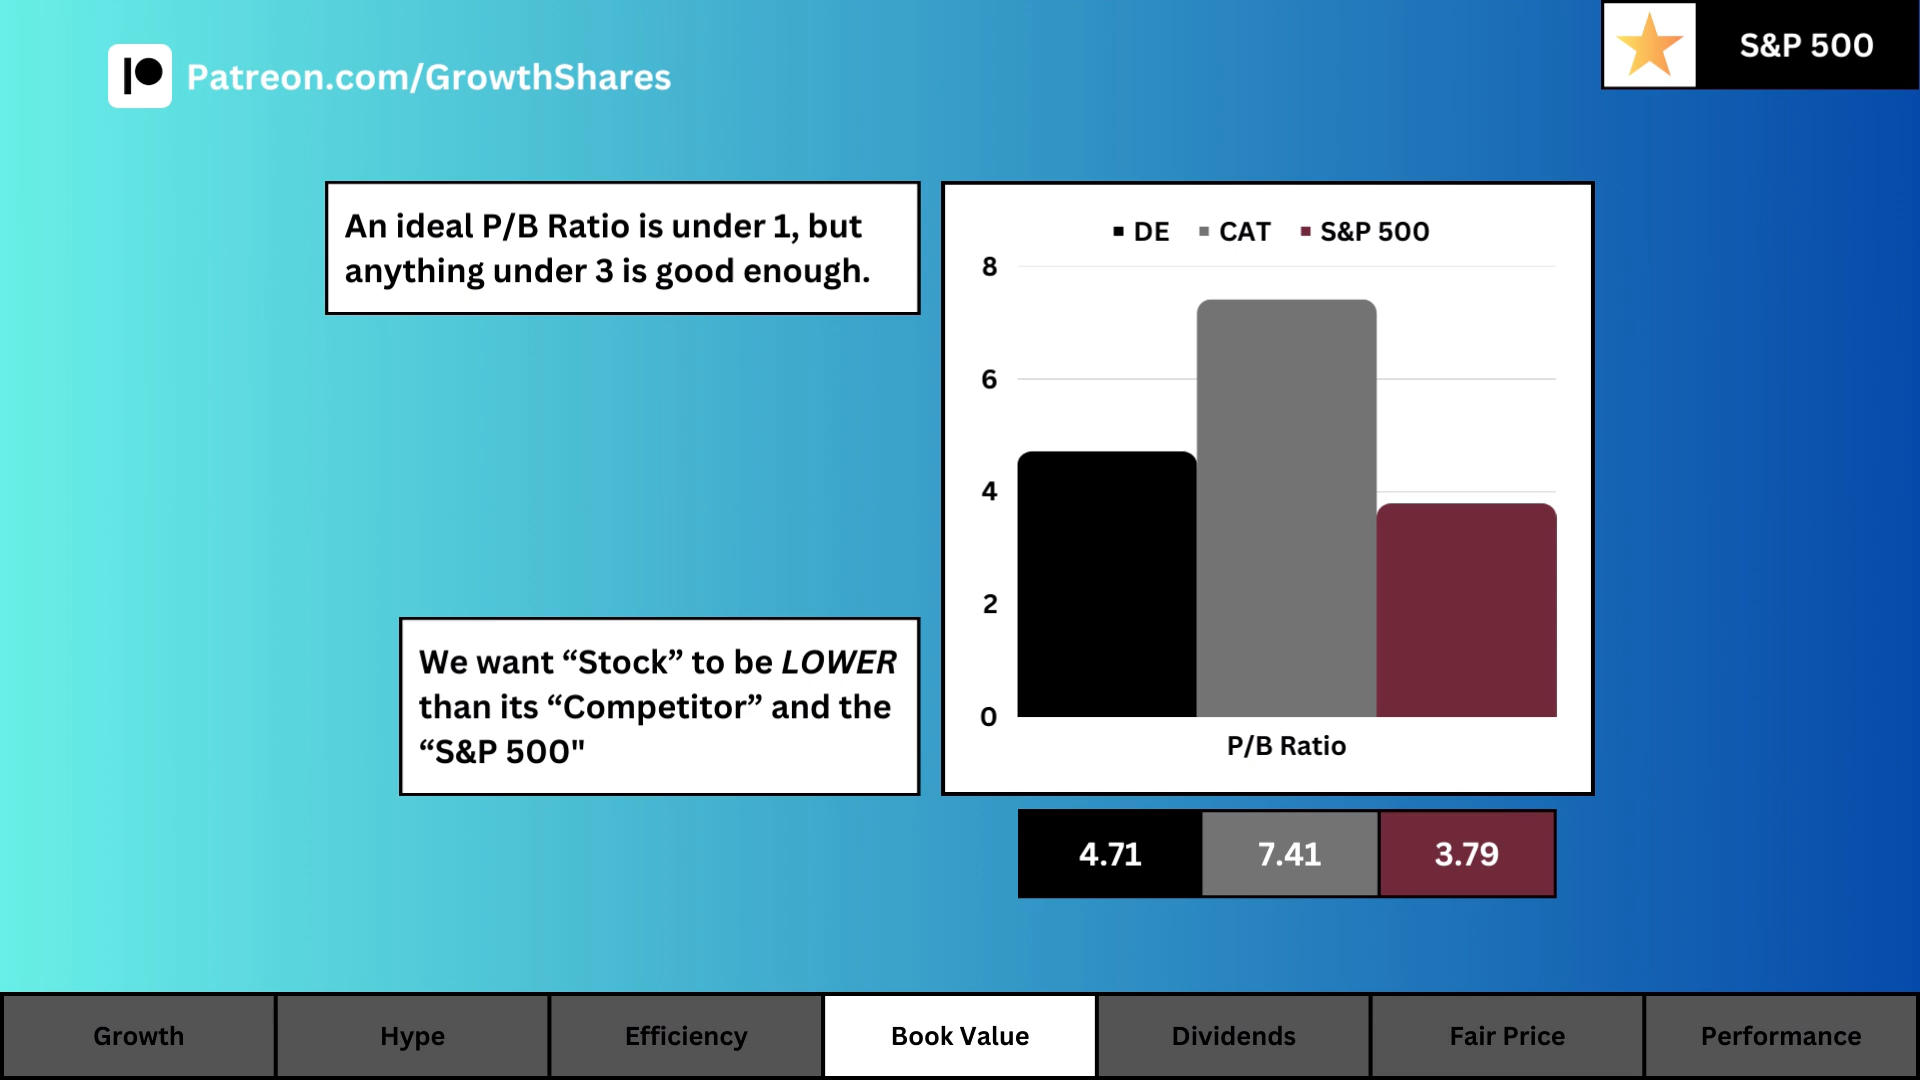 Patreon.com/GrowthShares
S&P 500
An ideal P/B Ratio is under 1, but
anything under 3 is good enough.
We want “Stock” to be LOWER
than its “Competitor” and the
“S&P 500"
DE CAT S&P 500
8
6
4
2
0
P/B Ratio
4.71 7.41 3.79
Growth Hype Efficiency Book Value Dividends Fair Price Performance